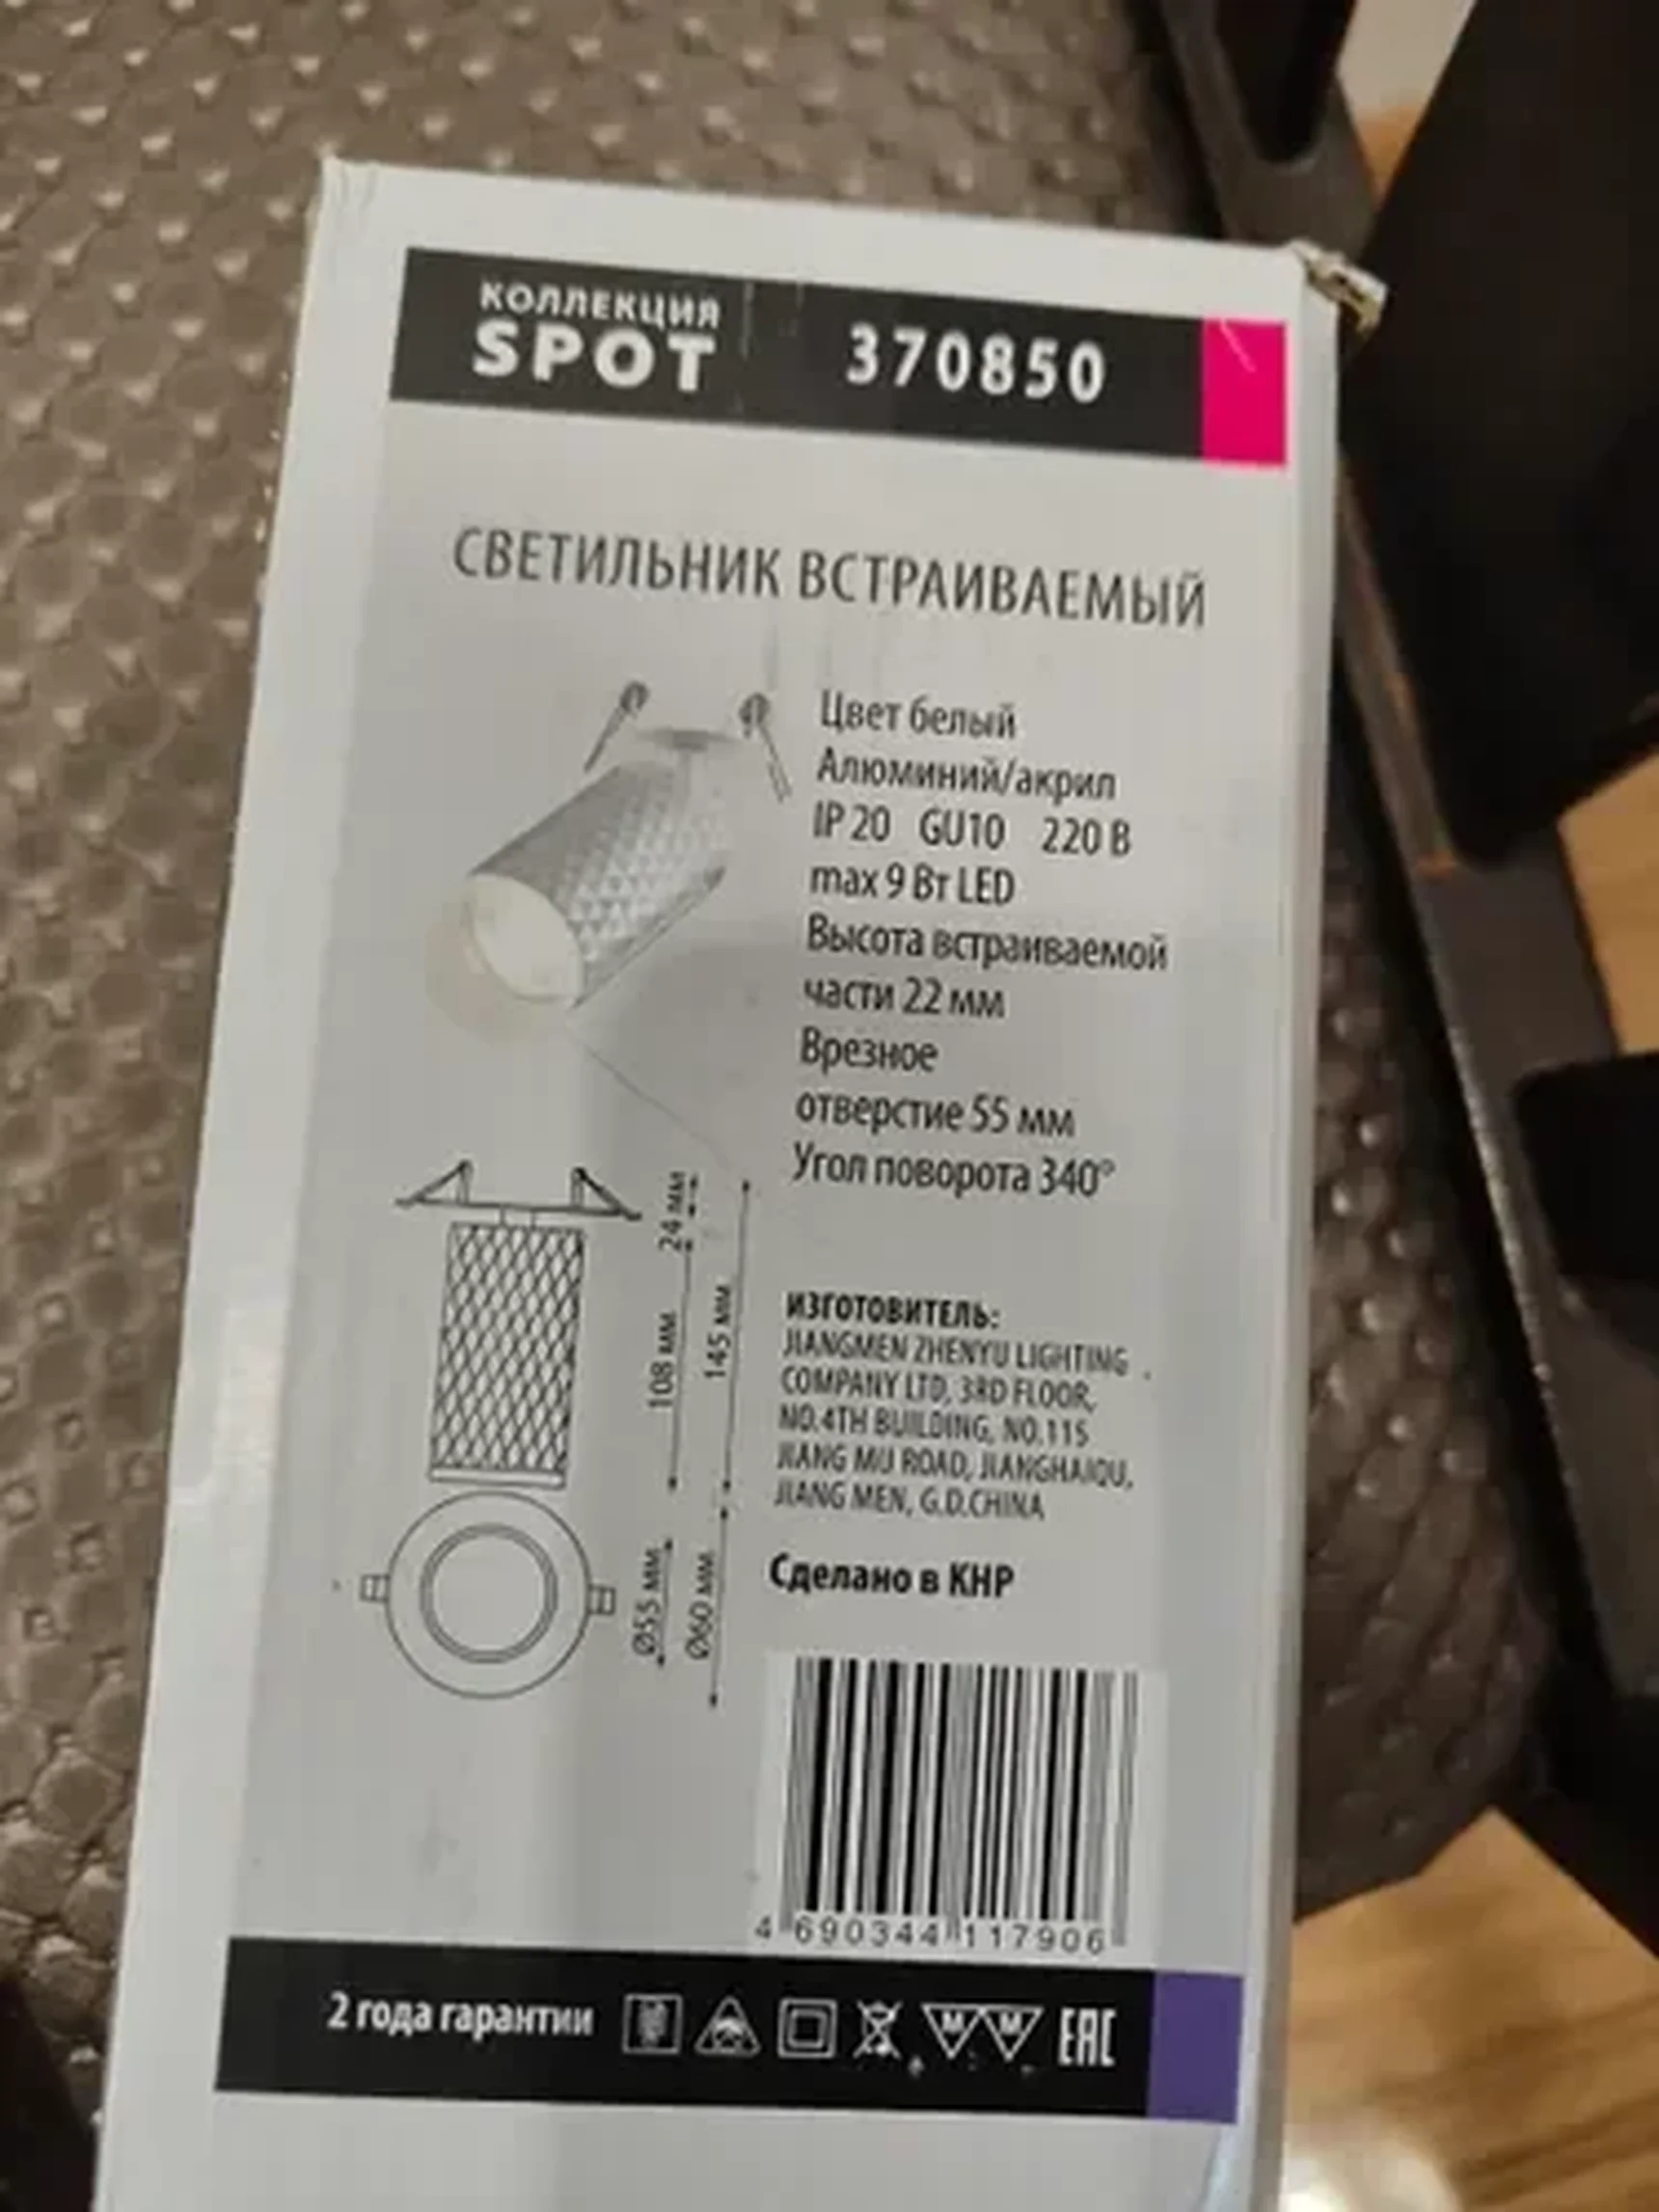 КОЛЛЕКЦИЯ
SPOT
370850
СВЕТИЛЬНИК ВСТРАИВАЕМЫЙ
Цвет белый
Алюминий/акрил
IP 20 GU10 220 В
max 9 Вт LED
Высота встраиваемой
части 22 мм
Врезное
отверстие 55 мм
Угол поворота 340°
24 мм
108 мм
145 мм
Ø55 мм
Ø60 мм
ИЗГОТОВИТЕЛЬ:
JIANGMEN ZHENYU LIGHTING
COMPANY LTD, 3RD FLOOR,
NO.4TH BUILDING, NO.115
JIANG MU ROAD, JIANGHAIQU,
JIANG MEN, G.D.CHINA
Сделано в КНР
4 690344 117906
2 года гарантии
M M
EAC